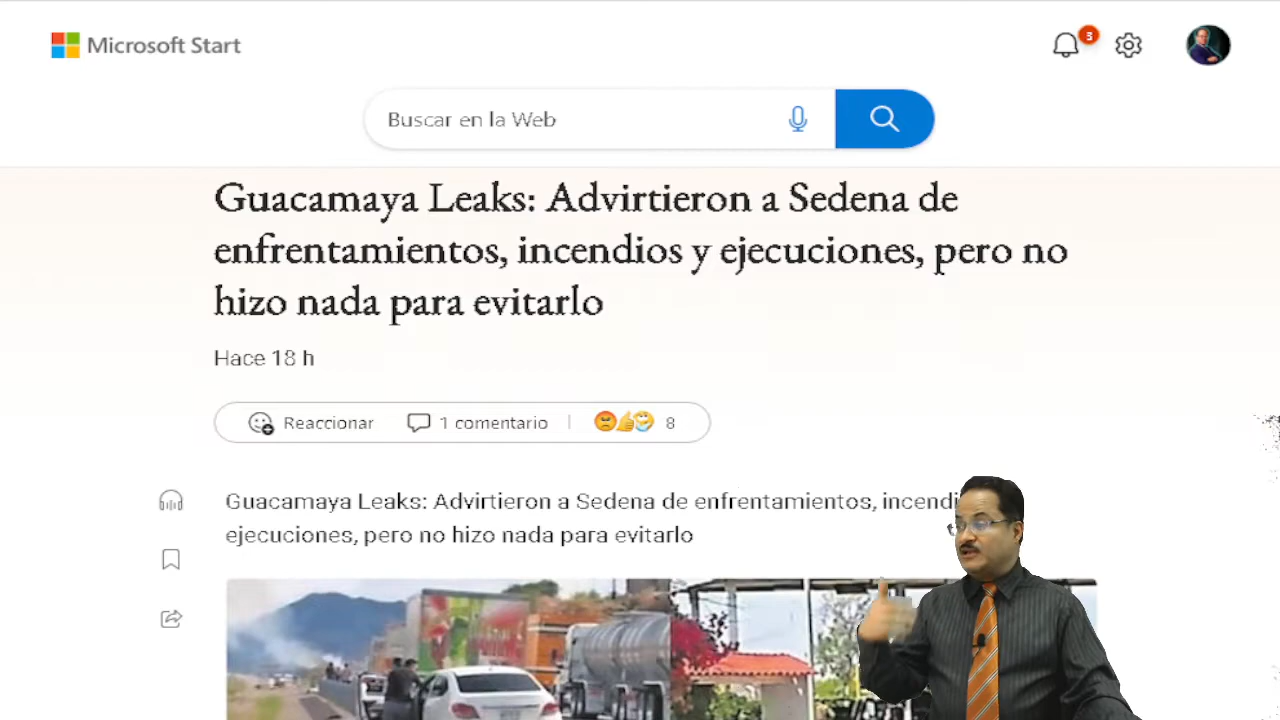 Microsoft Start
3
Buscar en la Web
Guacamaya Leaks: Advirtieron a Sedena de
enfrentamientos, incendios y ejecuciones, pero no
hizo nada para evitarlo
Hace 18 h
Reaccionar
1 comentario
8
Guacamaya Leaks: Advirtieron a Sedena de enfrentamientos,
ejecuciones, pero no hizo nada para evitarlo